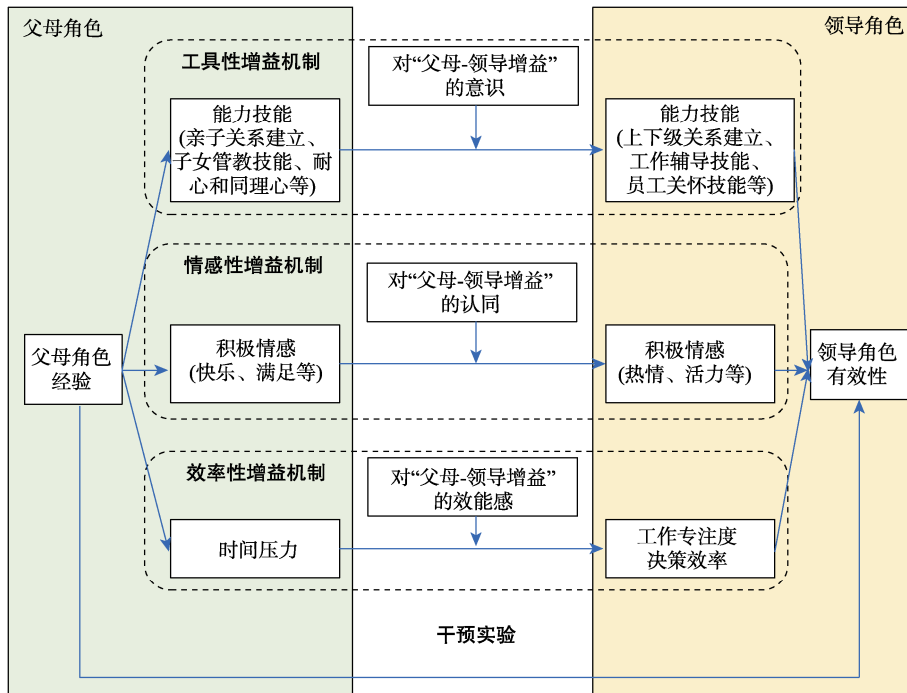 父母角色
领导角色
工具性增益机制
对“父母-领导增益”
的意识
能力技能
(亲子关系建立、
子女管教技能、耐
心和同理心等)
能力技能
(上下级关系建立、
工作辅导技能、
员工关怀技能等)
情感性增益机制
对“父母-领导增益”
的认同
父母角色
经验
积极情感
(快乐、满足等)
积极情感
(热情、活力等)
领导角色
有效性
效率性增益机制
对“父母-领导增益”
的效能感
时间压力
工作专注度
决策效率
干预实验